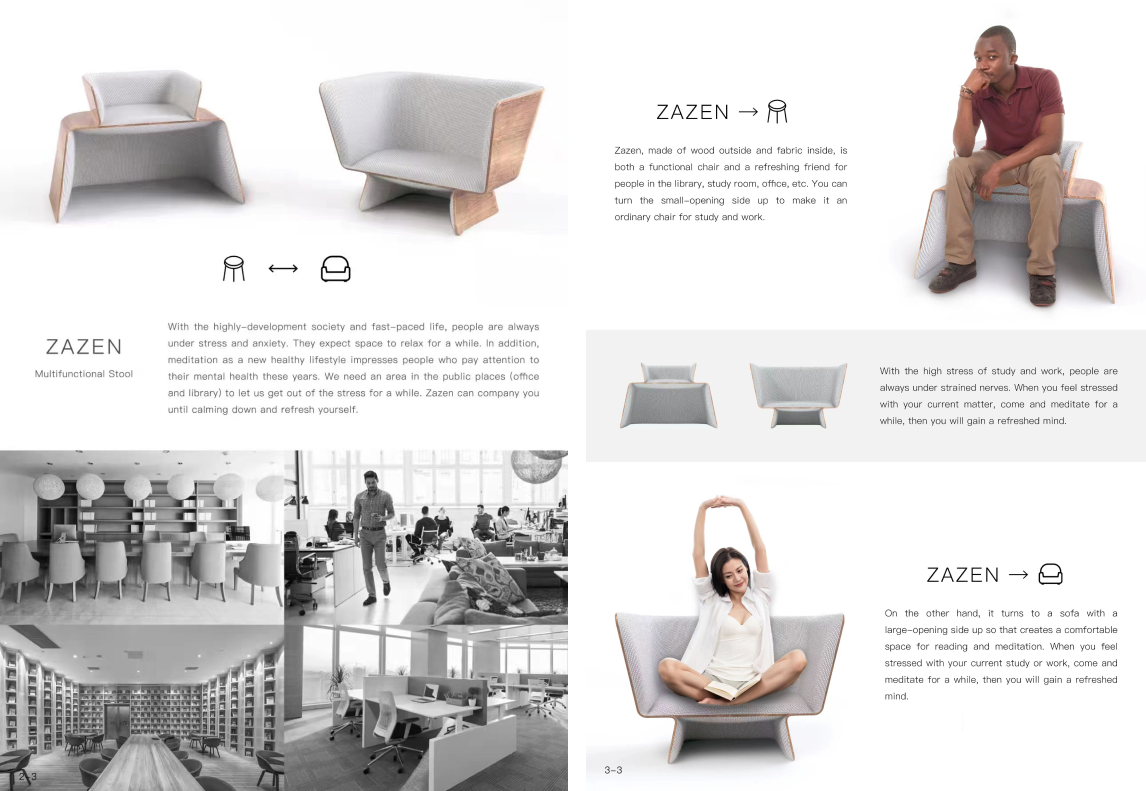 ZAZEN
Multifunctional Stool
With the highly-development society and fast-paced life, people are always
under stress and anxiety. They expect space to relax for a while. In addition,
meditation as a new healthy lifestyle impresses people who pay attention to
their mental health these years. We need an area in the public places (office
and library) to let us get out of the stress for a while. Zazen can company you
until calming down and refresh yourself.
2-3
ZAZEN
Zazen, made of wood outside and fabric inside, is
both a functional chair and a refreshing friend for
people in the library, study room, office, etc. You can
turn the small-opening side up to make it an
ordinary chair for study and work.
With the high stress of study and work, people are
always under strained nerves. When you feel stressed
with your current matter, come and meditate for a
while, then you will gain a refreshed mind.
ZAZEN
On the other hand, it turns to a sofa with a
large-opening side up so that creates a comfortable
space for reading and meditation. When you feel
stressed with your current study or work, come and
meditate for a while, then you will gain a refreshed
mind.
3-3